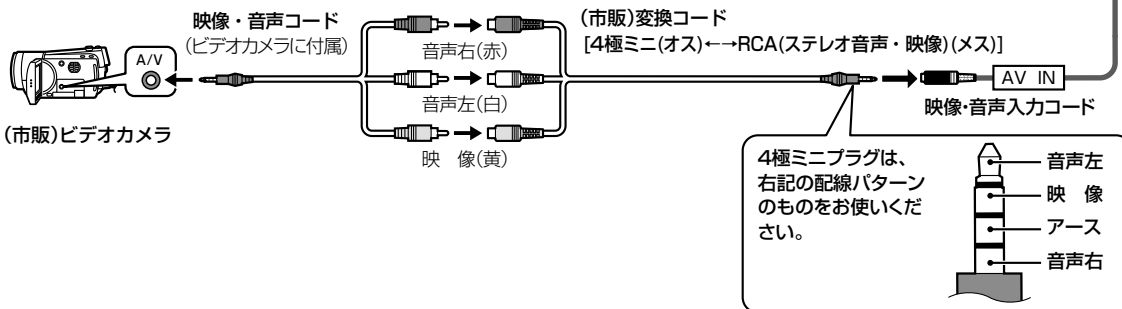 映像・音声コード
(ビデオカメラに付属)
A/V
(市販)ビデオカメラ
音声右(赤)
音声左(白)
映 像(黄)
(市販)変換コード
[4極ミニ(オス)←→RCA(ステレオ音声・映像)(メス)]
AV IN
映像・音声入力コード
4極ミニプラグは、
右記の配線パターン
のものをお使いくだ
さい。
音声左
映 像
アース
音声右